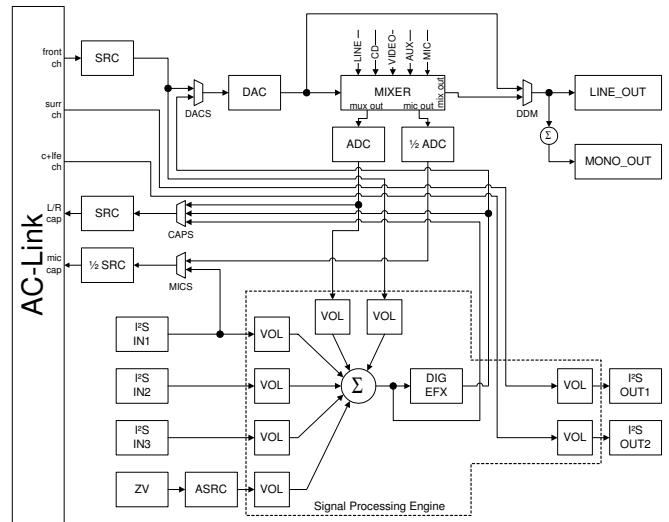 AC-Link
front
ch
SRC
surr
ch
c+lfe
ch
L/R
cap
SRC
mic
cap
½ SRC
DACS
DAC
LINE
CD
VIDEO
AUX
MIC
MIXER
mix out
mux out
mic out
ADC
½ ADC
DDM
LINE_OUT
Σ
MONO_OUT
CAPS
MICS
VOL
VOL
I²S
IN1
VOL
I²S
IN2
VOL
Σ
DIG
EFX
VOL
I²S
OUT1
I²S
IN3
VOL
VOL
I²S
OUT2
ZV
ASRC
VOL
Signal Processing Engine